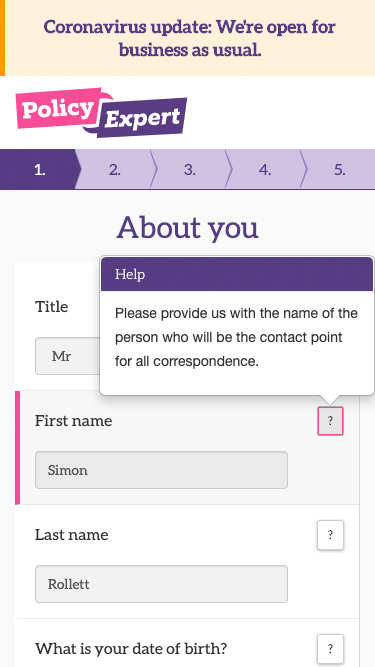 Coronavirus update: We're open for
business as usual.
Policy
Expert
1. 2. 3. 4. 5.
About you
Help
Please provide us with the name of the
person who will be the contact point
for all correspondence.
Title
Mr
First name ?
Simon
Last name ?
Rollett
What is your date of birth? ?